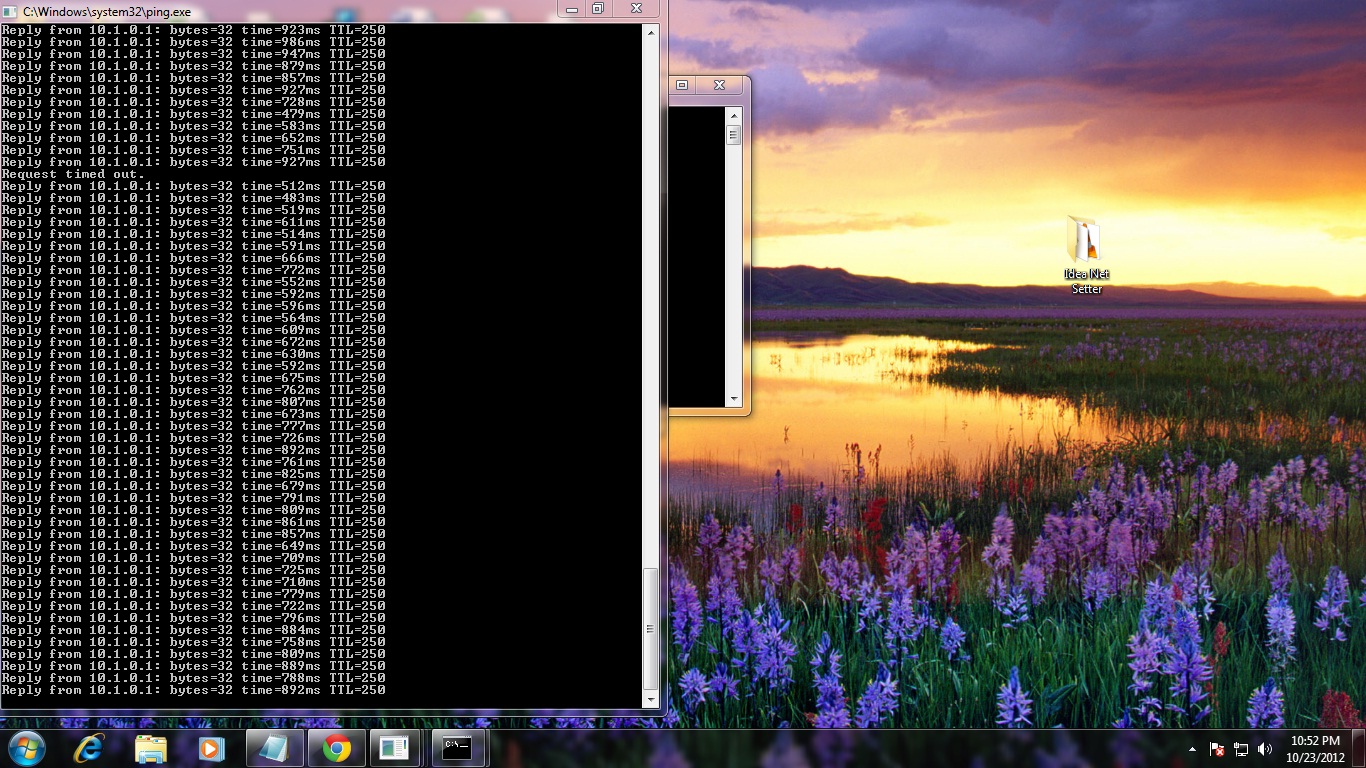 C:\Windows\system32\ping.exe
Reply from 10.1.0.1: bytes=32 time=923ms TTL=250
Reply from 10.1.0.1: bytes=32 time=986ms TTL=250
Reply from 10.1.0.1: bytes=32 time=947ms TTL=250
Reply from 10.1.0.1: bytes=32 time=879ms TTL=250
Reply from 10.1.0.1: bytes=32 time=857ms TTL=250
Reply from 10.1.0.1: bytes=32 time=927ms TTL=250
Reply from 10.1.0.1: bytes=32 time=728ms TTL=250
Reply from 10.1.0.1: bytes=32 time=479ms TTL=250
Reply from 10.1.0.1: bytes=32 time=583ms TTL=250
Reply from 10.1.0.1: bytes=32 time=652ms TTL=250
Reply from 10.1.0.1: bytes=32 time=751ms TTL=250
Reply from 10.1.0.1: bytes=32 time=927ms TTL=250
Request timed out.
Reply from 10.1.0.1: bytes=32 time=512ms TTL=250
Reply from 10.1.0.1: bytes=32 time=483ms TTL=250
Reply from 10.1.0.1: bytes=32 time=519ms TTL=250
Reply from 10.1.0.1: bytes=32 time=611ms TTL=250
Reply from 10.1.0.1: bytes=32 time=514ms TTL=250
Reply from 10.1.0.1: bytes=32 time=591ms TTL=250
Reply from 10.1.0.1: bytes=32 time=666ms TTL=250
Reply from 10.1.0.1: bytes=32 time=772ms TTL=250
Reply from 10.1.0.1: bytes=32 time=552ms TTL=250
Reply from 10.1.0.1: bytes=32 time=592ms TTL=250
Reply from 10.1.0.1: bytes=32 time=596ms TTL=250
Reply from 10.1.0.1: bytes=32 time=564ms TTL=250
Reply from 10.1.0.1: bytes=32 time=609ms TTL=250
Reply from 10.1.0.1: bytes=32 time=672ms TTL=250
Reply from 10.1.0.1: bytes=32 time=630ms TTL=250
Reply from 10.1.0.1: bytes=32 time=592ms TTL=250
Reply from 10.1.0.1: bytes=32 time=675ms TTL=250
Reply from 10.1.0.1: bytes=32 time=762ms TTL=250
Reply from 10.1.0.1: bytes=32 time=807ms TTL=250
Reply from 10.1.0.1: bytes=32 time=673ms TTL=250
Reply from 10.1.0.1: bytes=32 time=777ms TTL=250
Reply from 10.1.0.1: bytes=32 time=726ms TTL=250
Reply from 10.1.0.1: bytes=32 time=892ms TTL=250
Reply from 10.1.0.1: bytes=32 time=761ms TTL=250
Reply from 10.1.0.1: bytes=32 time=825ms TTL=250
Reply from 10.1.0.1: bytes=32 time=679ms TTL=250
Reply from 10.1.0.1: bytes=32 time=791ms TTL=250
Reply from 10.1.0.1: bytes=32 time=809ms TTL=250
Reply from 10.1.0.1: bytes=32 time=861ms TTL=250
Reply from 10.1.0.1: bytes=32 time=857ms TTL=250
Reply from 10.1.0.1: bytes=32 time=649ms TTL=250
Reply from 10.1.0.1: bytes=32 time=709ms TTL=250
Reply from 10.1.0.1: bytes=32 time=725ms TTL=250
Reply from 10.1.0.1: bytes=32 time=710ms TTL=250
Reply from 10.1.0.1: bytes=32 time=779ms TTL=250
Reply from 10.1.0.1: bytes=32 time=722ms TTL=250
Reply from 10.1.0.1: bytes=32 time=796ms TTL=250
Reply from 10.1.0.1: bytes=32 time=884ms TTL=250
Reply from 10.1.0.1: bytes=32 time=758ms TTL=250
Reply from 10.1.0.1: bytes=32 time=809ms TTL=250
Reply from 10.1.0.1: bytes=32 time=889ms TTL=250
Reply from 10.1.0.1: bytes=32 time=788ms TTL=250
Reply from 10.1.0.1: bytes=32 time=892ms TTL=250
Idea Net
Setter
C:\_
10:52 PM
10/23/2012